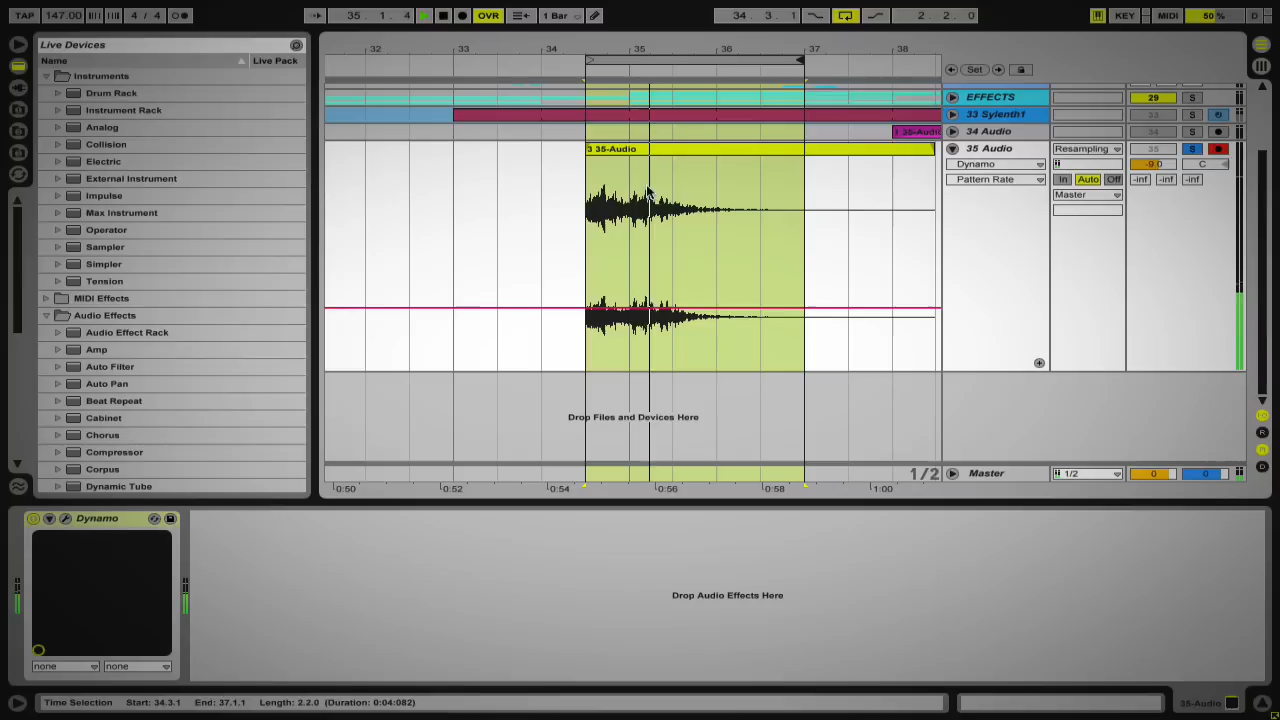 TAP 147.00 4 / 4 35 . 1 . 4 OVR 1 Bar 34 . 3 . 1 2 . 2 . 0 KEY MIDI 50 % D
Live Devices
Name Live Pack
Instruments
Drum Rack
Instrument Rack
Analog
Collision
Electric
External Instrument
Impulse
Max Instrument
Operator
Sampler
Simpler
Tension
MIDI Effects
Audio Effects
Audio Effect Rack
Amp
Auto Filter
Auto Pan
Beat Repeat
Cabinet
Chorus
Compressor
Corpus
Dynamic Tube
32 33 34 35 36 37 38
Set
EFFECTS 29 S
33 Sylenth1 33 S
35-Audio 34 Audio 34 S
3 35-Audio 35 Audio Resampling 35 S
Dynamo -9.0 C
Pattern Rate In Auto Off -inf -inf -inf
Master
Drop Files and Devices Here
1/2 Master 1/2 0 0
0:50 0:52 0:54 0:56 0:58 1:00
I·O
R
M
D
Dynamo
none none
Drop Audio Effects Here
Time Selection Start: 34.3.1 End: 37.1.1 Length: 2.2.0 (Duration: 0:04:082)
35-Audio